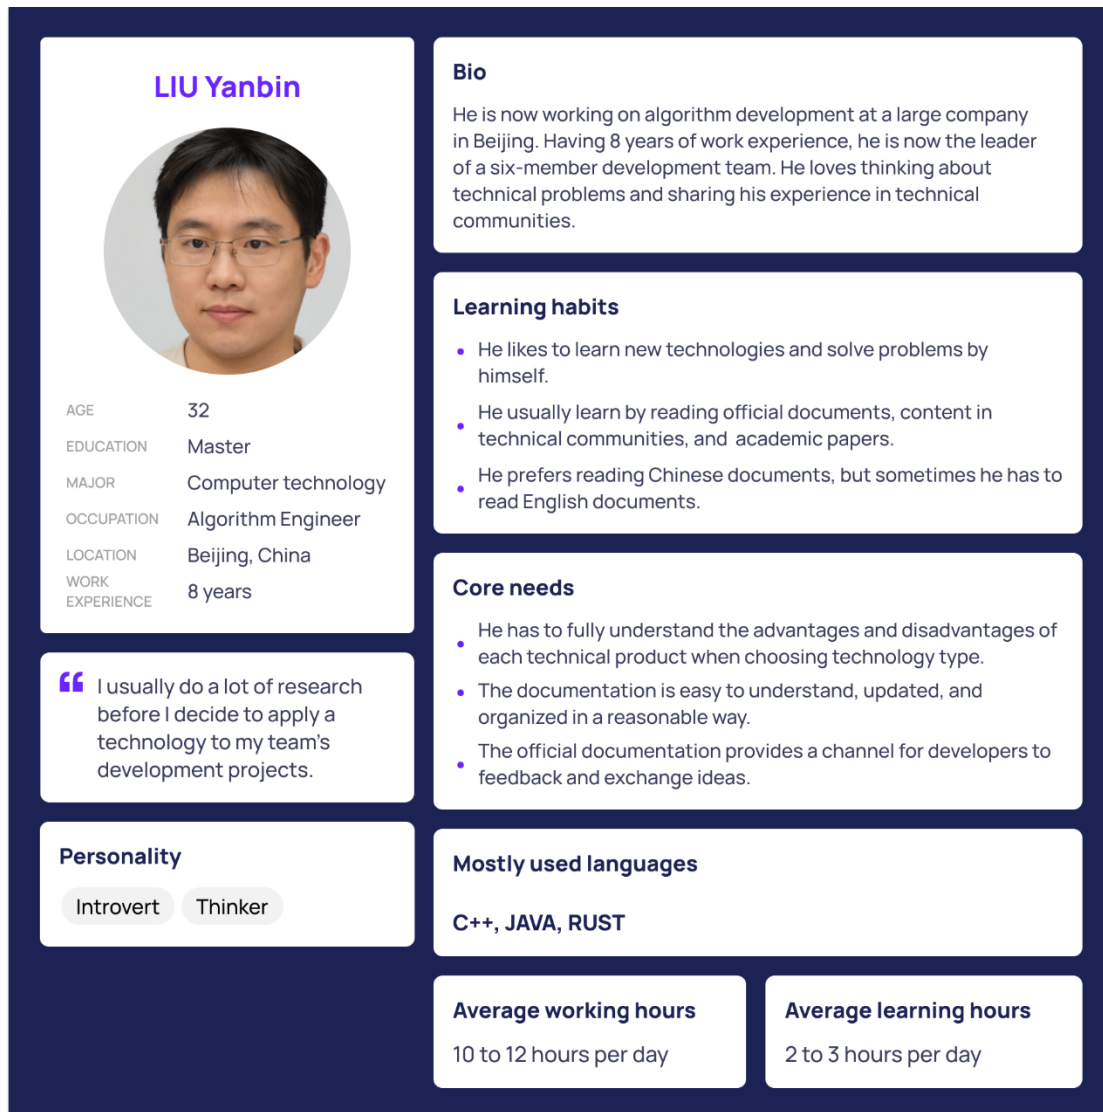 LIU Yanbin
AGE 32
EDUCATION Master
MAJOR Computer technology
OCCUPATION Algorithm Engineer
LOCATION Beijing, China
WORK
EXPERIENCE 8 years
“ I usually do a lot of research
before I decide to apply a
technology to my team's
development projects.
Personality
Introvert Thinker
Bio
He is now working on algorithm development at a large company
in Beijing. Having 8 years of work experience, he is now the leader
of a six-member development team. He loves thinking about
technical problems and sharing his experience in technical
communities.
Learning habits
• He likes to learn new technologies and solve problems by
himself.
• He usually learn by reading official documents, content in
technical communities, and academic papers.
• He prefers reading Chinese documents, but sometimes he has to
read English documents.
Core needs
• He has to fully understand the advantages and disadvantages of
each technical product when choosing technology type.
• The documentation is easy to understand, updated, and
organized in a reasonable way.
• The official documentation provides a channel for developers to
feedback and exchange ideas.
Mostly used languages
C++, JAVA, RUST
Average working hours
10 to 12 hours per day
Average learning hours
2 to 3 hours per day